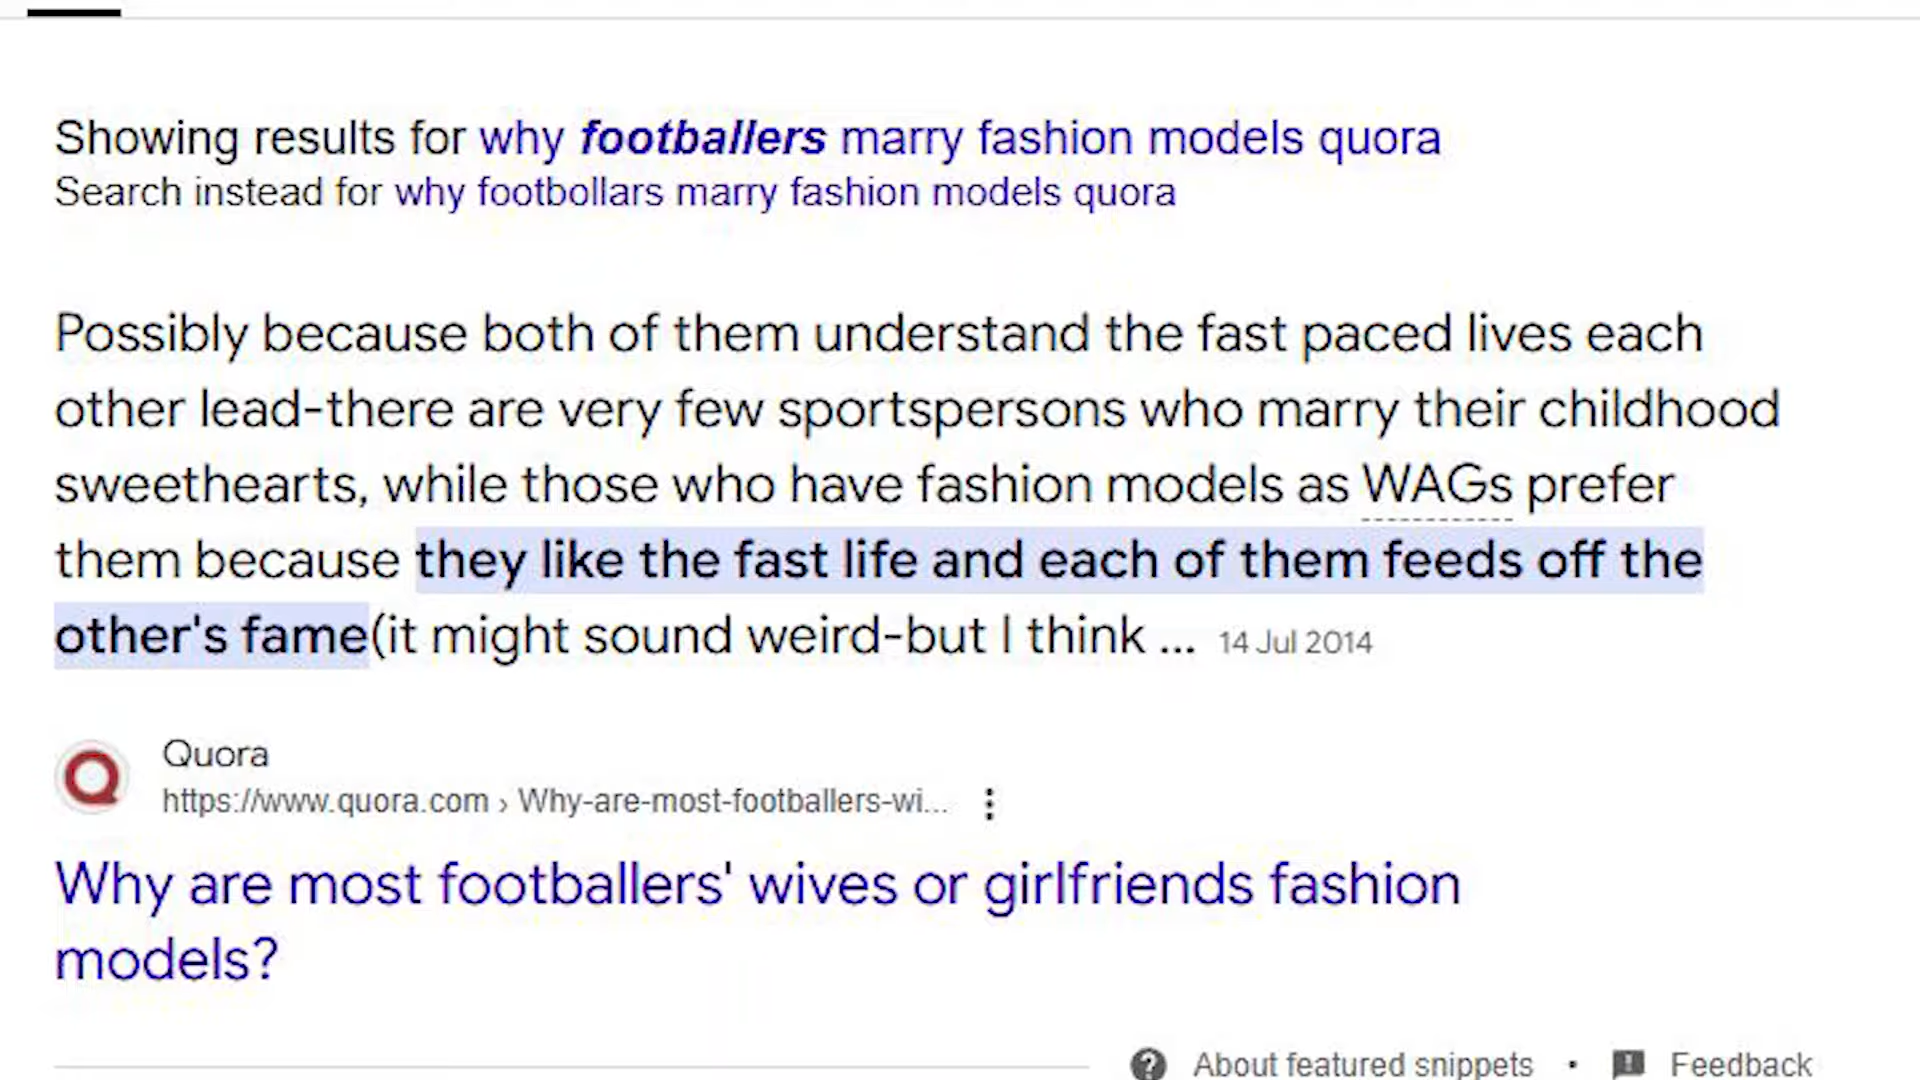 Showing results for why footballers marry fashion models quora
Search instead for why footbollars marry fashion models quora
Possibly because both of them understand the fast paced lives each
other lead-there are very few sportspersons who marry their childhood
sweethearts, while those who have fashion models as WAGs prefer
them because they like the fast life and each of them feeds off the
other's fame(it might sound weird-but I think ... 14 Jul 2014
Quora
https://www.quora.com › Why-are-most-footballers-wi...
Why are most footballers' wives or girlfriends fashion
models?
About featured snippets • Feedback